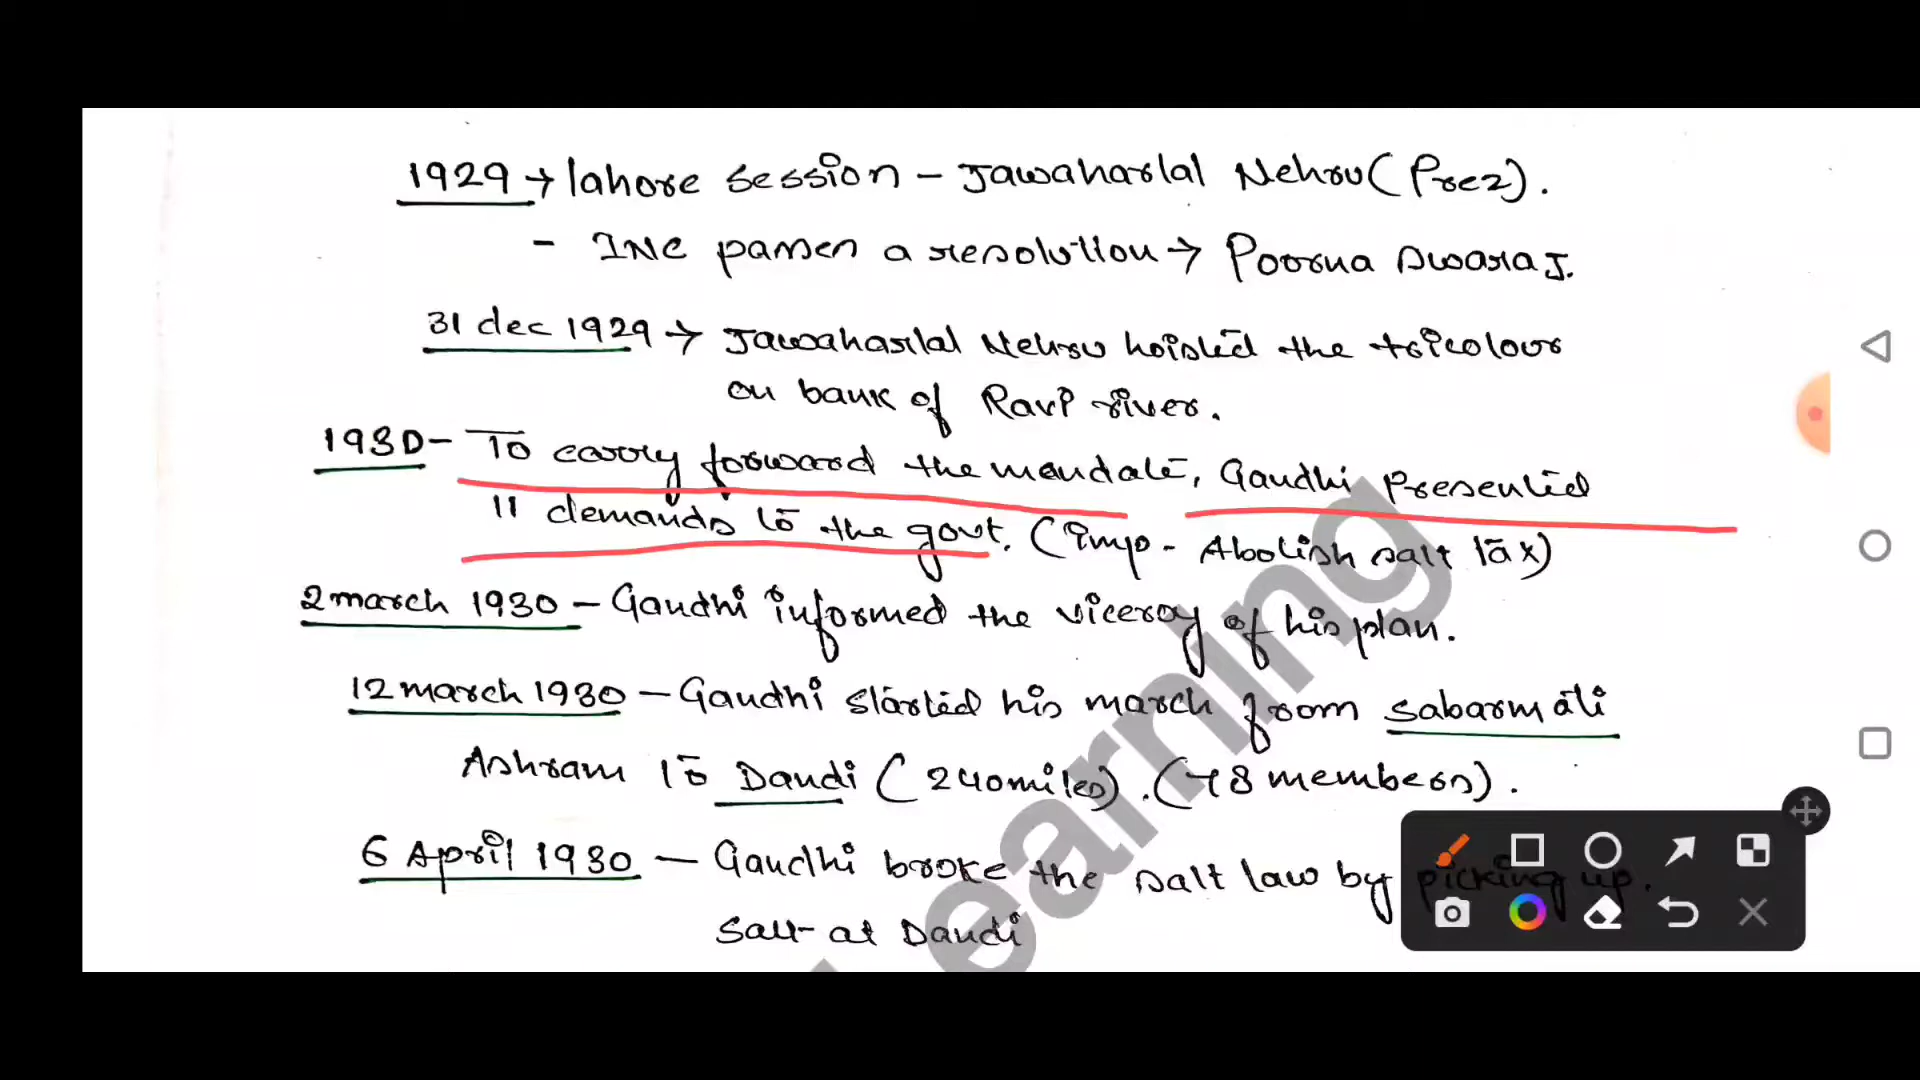 1929 → lahore session - Jawaharlal Nehru (Prez).
- INC passes a resolution → Poorna swaraj.
31 dec 1929 → Jawaharlal Nehru hoisted the tricolour
on bank of Ravi river.
1930 - To carry forward the mandate, Gandhi presented
11 demands to the govt. (imp - Abolish salt tax)
2 march 1930 - Gandhi informed the viceroy of his plan.
12 march 1930 - Gandhi started his march from sabarmati
Ashram to Dandi (240 miles). (78 members).
6 April 1930 - Gandhi broke the salt law by picking up.
salt at Dandi
Learning